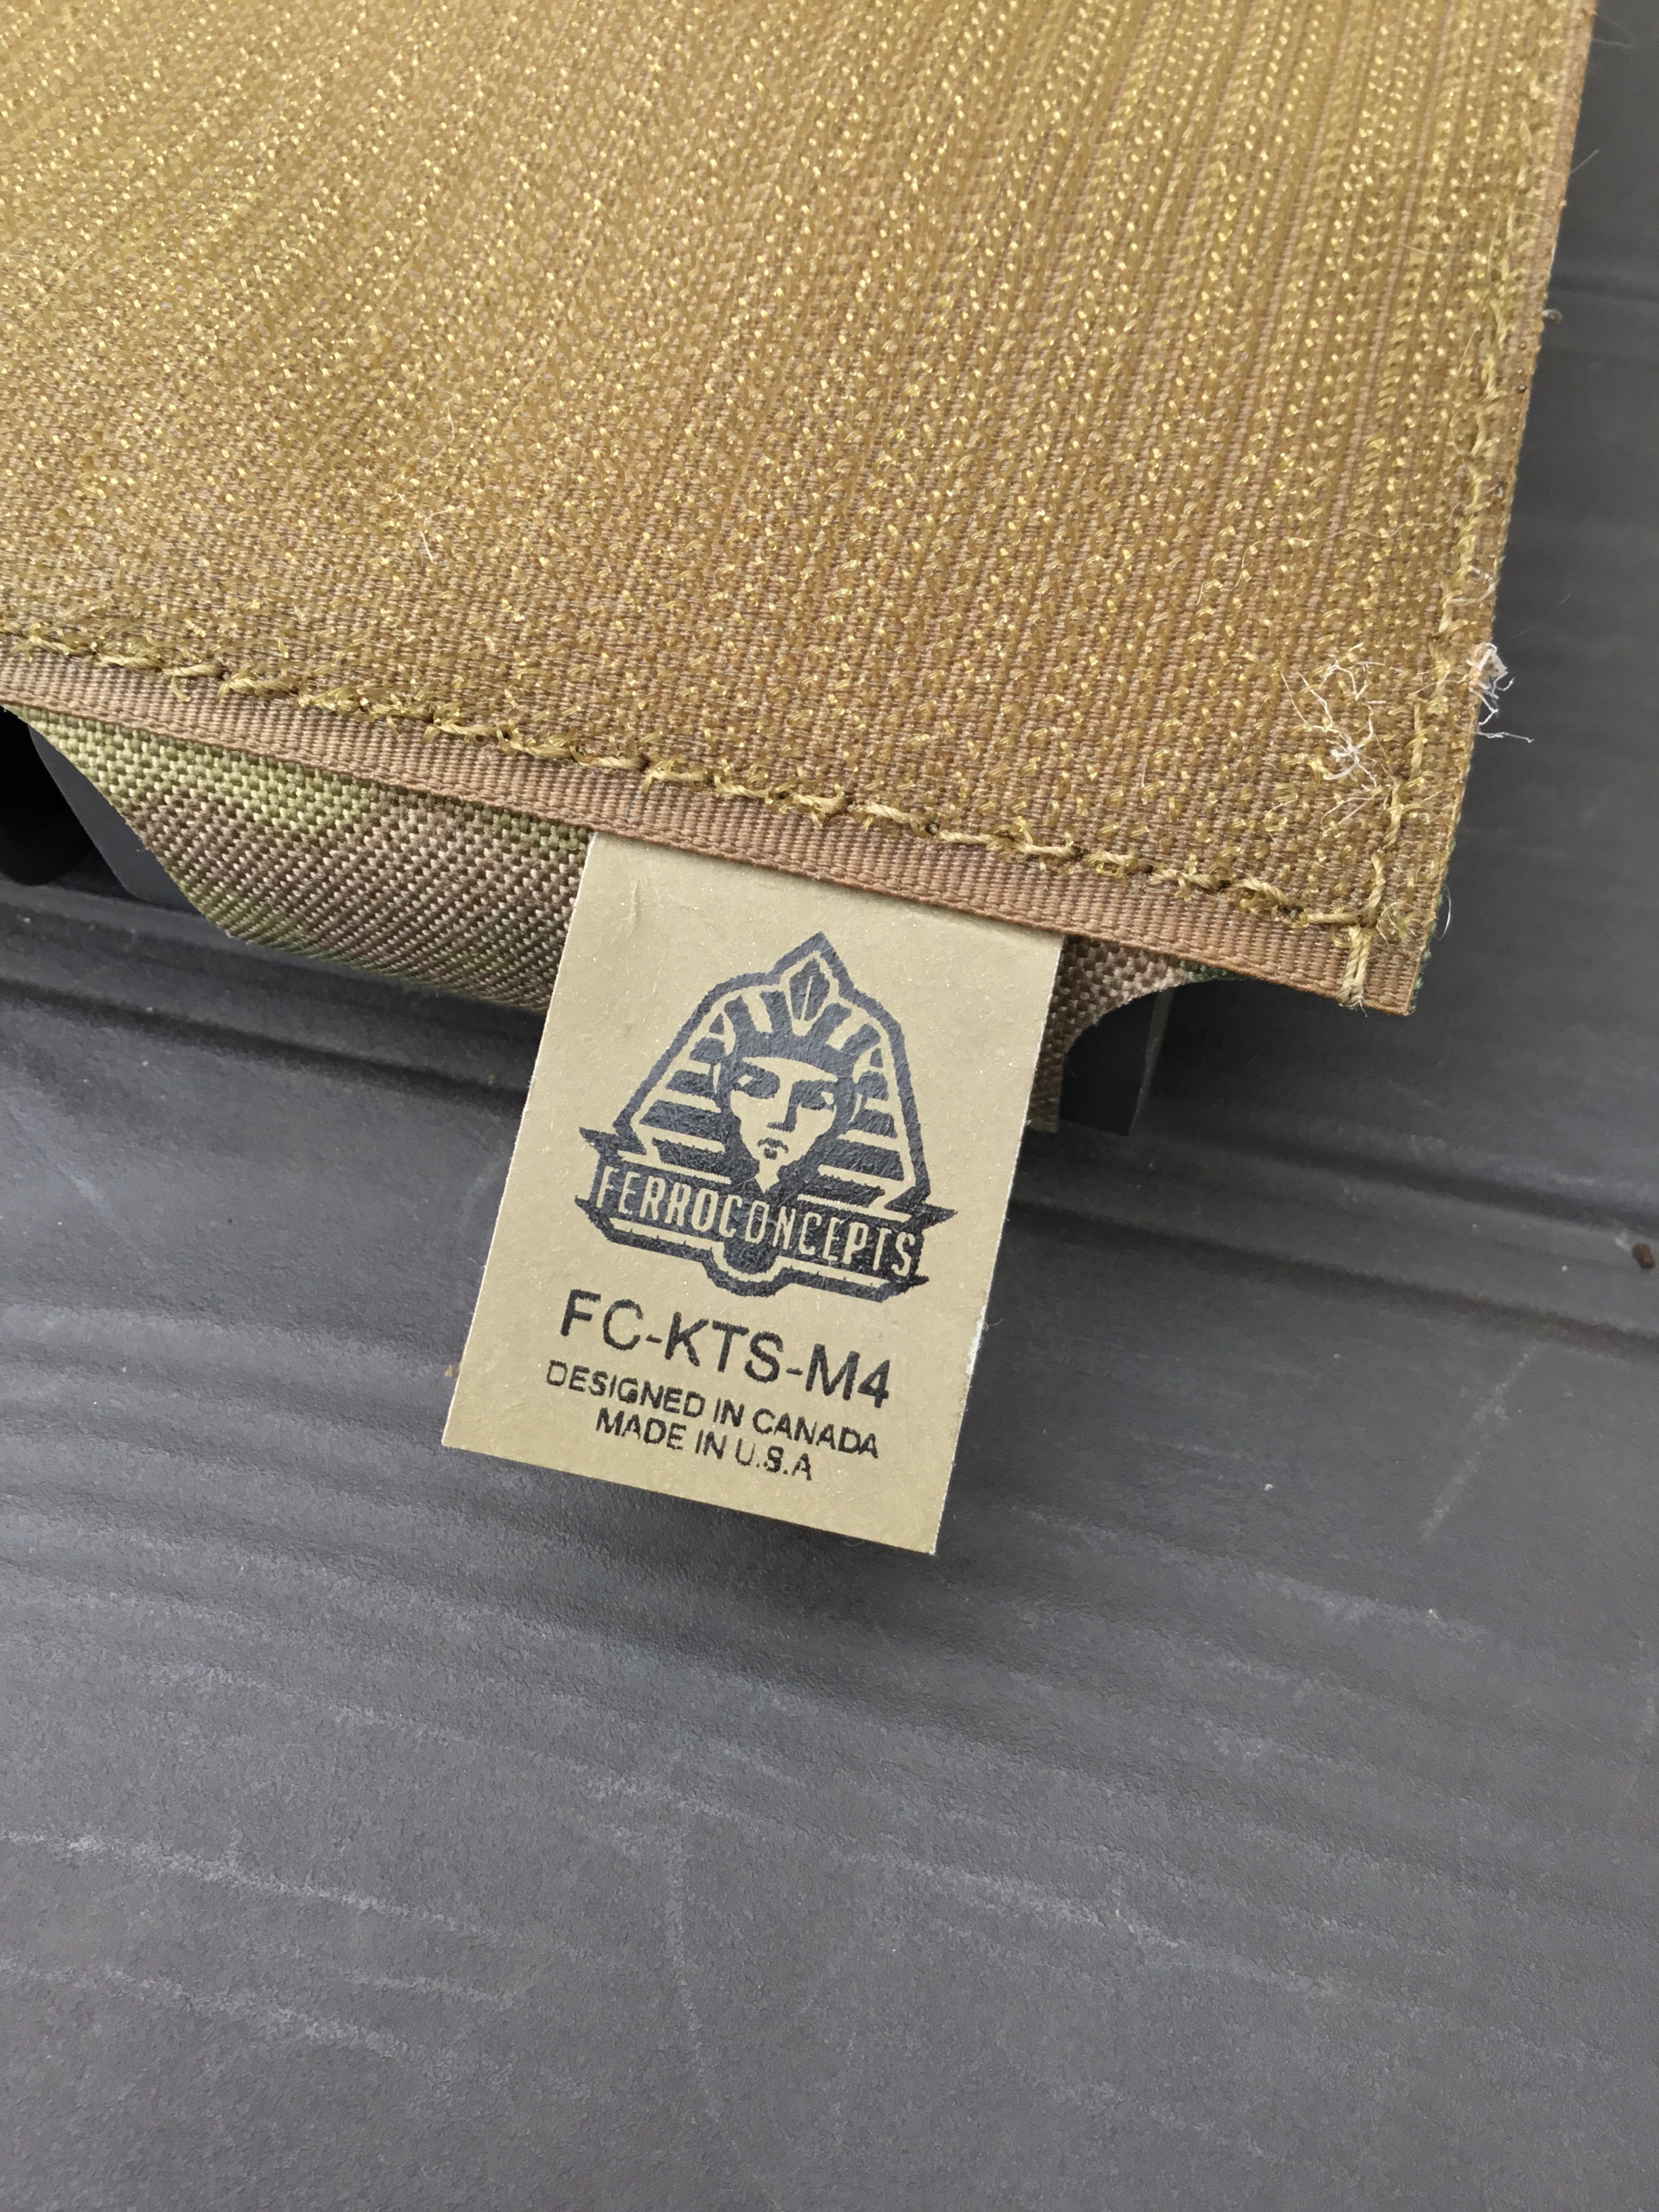 FERROCONCEPTS
FC-KTS-M4
DESIGNED IN CANADA
MADE IN U.S.A